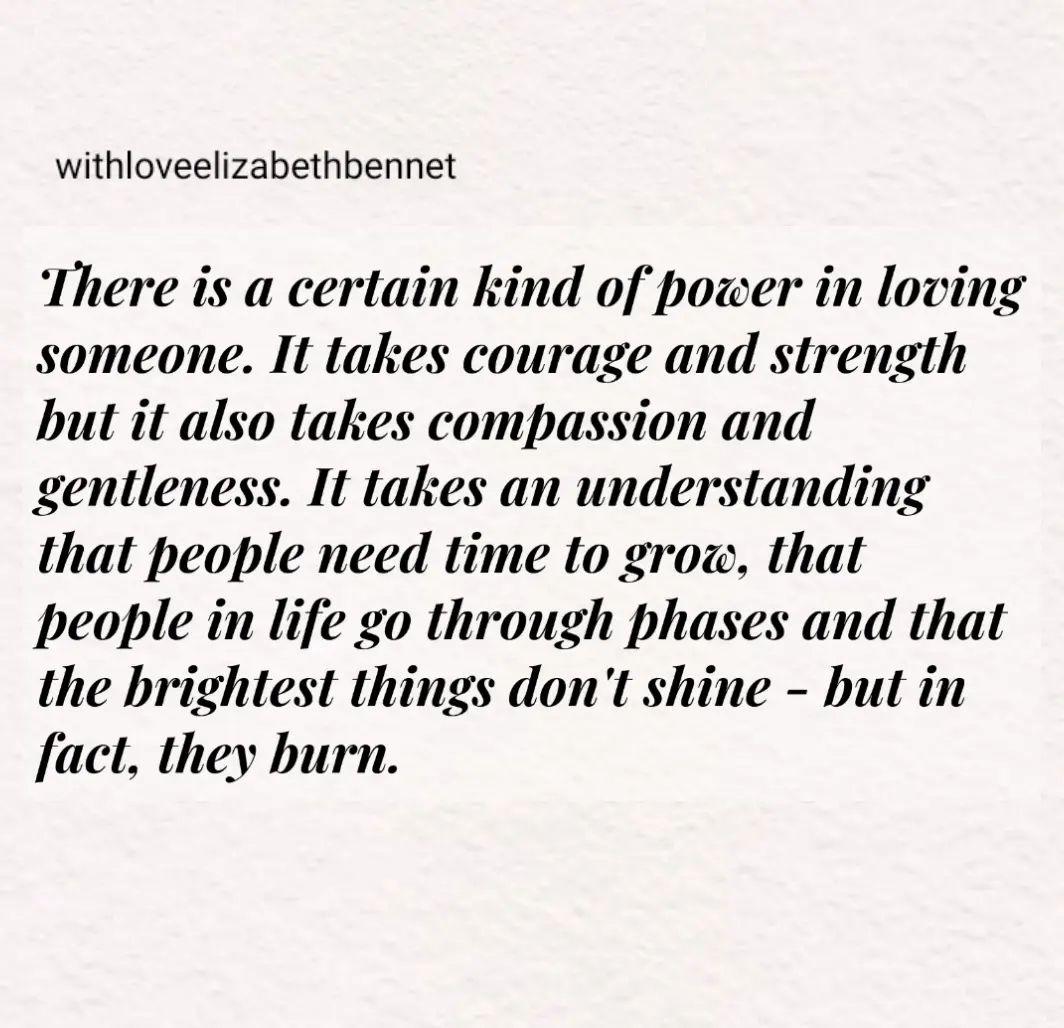 withloveelizabethbennet
There is a certain kind of power in loving
someone. It takes courage and strength
but it also takes compassion and
gentleness. It takes an understanding
that people need time to grow, that
people in life go through phases and that
the brightest things don't shine - but in
fact, they burn.